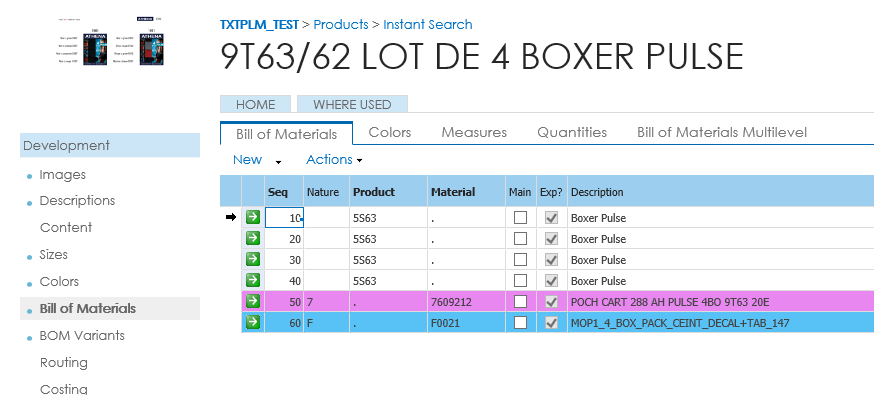 ATHENA ATHENA
TXTPLM_TEST > Products > Instant Search
9T63/62 LOT DE 4 BOXER PULSE
HOME WHERE USED
Bill of Materials Colors Measures Quantities Bill of Materials Multilevel
New Actions
Development
Images
Descriptions
Content
Sizes
Colors
Bill of Materials
BOM Variants
Routing
Costing
Seq Nature Product Material Main Exp? Description
10 5S63 . Boxer Pulse
20 5S63 . Boxer Pulse
30 5S63 . Boxer Pulse
40 5S63 . Boxer Pulse
50 7 . 7609212 POCH CART 288 AH PULSE 4BO 9T63 20E
60 F . F0021 MOP1_4_BOX_PACK_CEINT_DECAL+TAB_147